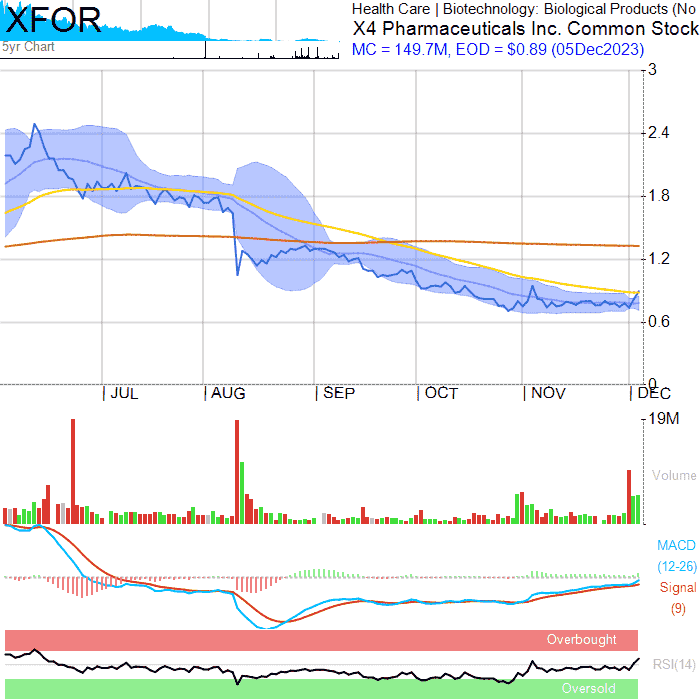 XFOR
5yr Chart
Health Care | Biotechnology: Biological Products (No
X4 Pharmaceuticals Inc. Common Stock
MC = 149.7M, EOD = $0.89 (05Dec2023)
3
2.4
1.8
1.2
0.6
0
JUL AUG SEP OCT NOV DEC
19M
Volume
MACD
(12-26)
Signal
(9)
Overbought
RSI(14)
Oversold